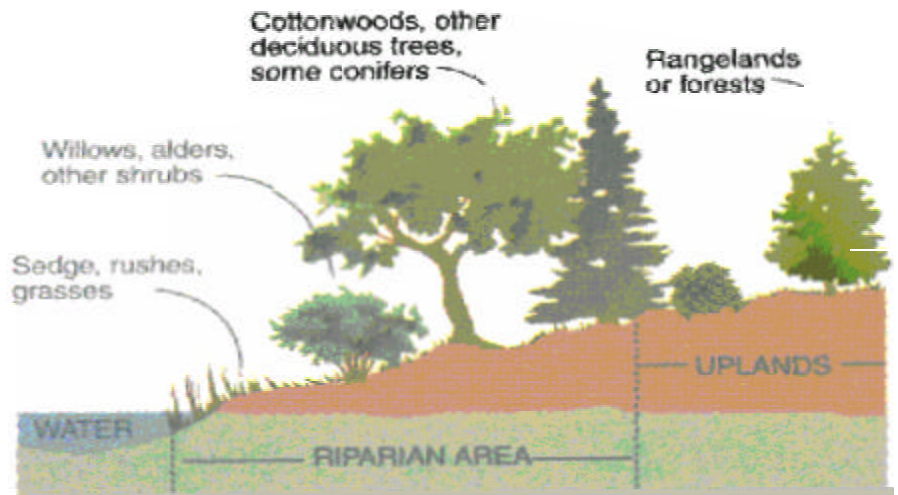 Cottonwoods, other
deciduous trees,
some conifers
Rangelands
or forests
Willows, alders,
other shrubs
Sedge, rushes,
grasses
UPLANDS
WATER
RIPARIAN AREA